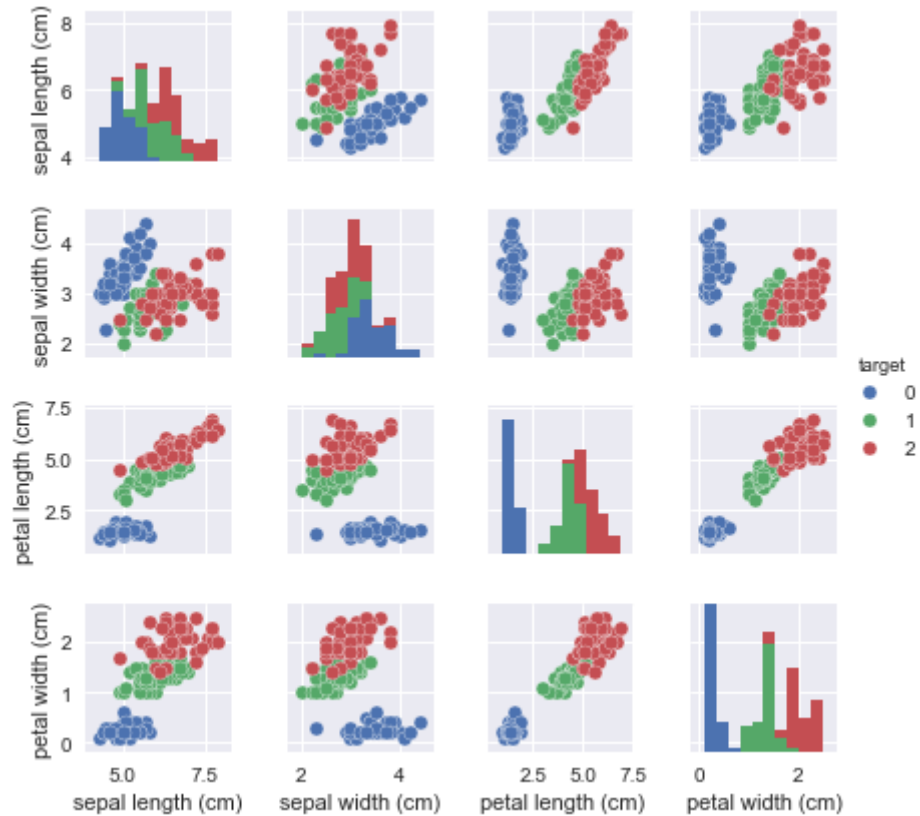 sepal length (cm)
8
6
4
sepal width (cm)
4
3
2
petal length (cm)
7.5
5.0
2.5
petal width (cm)
2
1
0
5.0 7.5
sepal length (cm)
2 4
sepal width (cm)
2.5 5.0 7.5
petal length (cm)
0 2
petal width (cm)
target
0
1
2